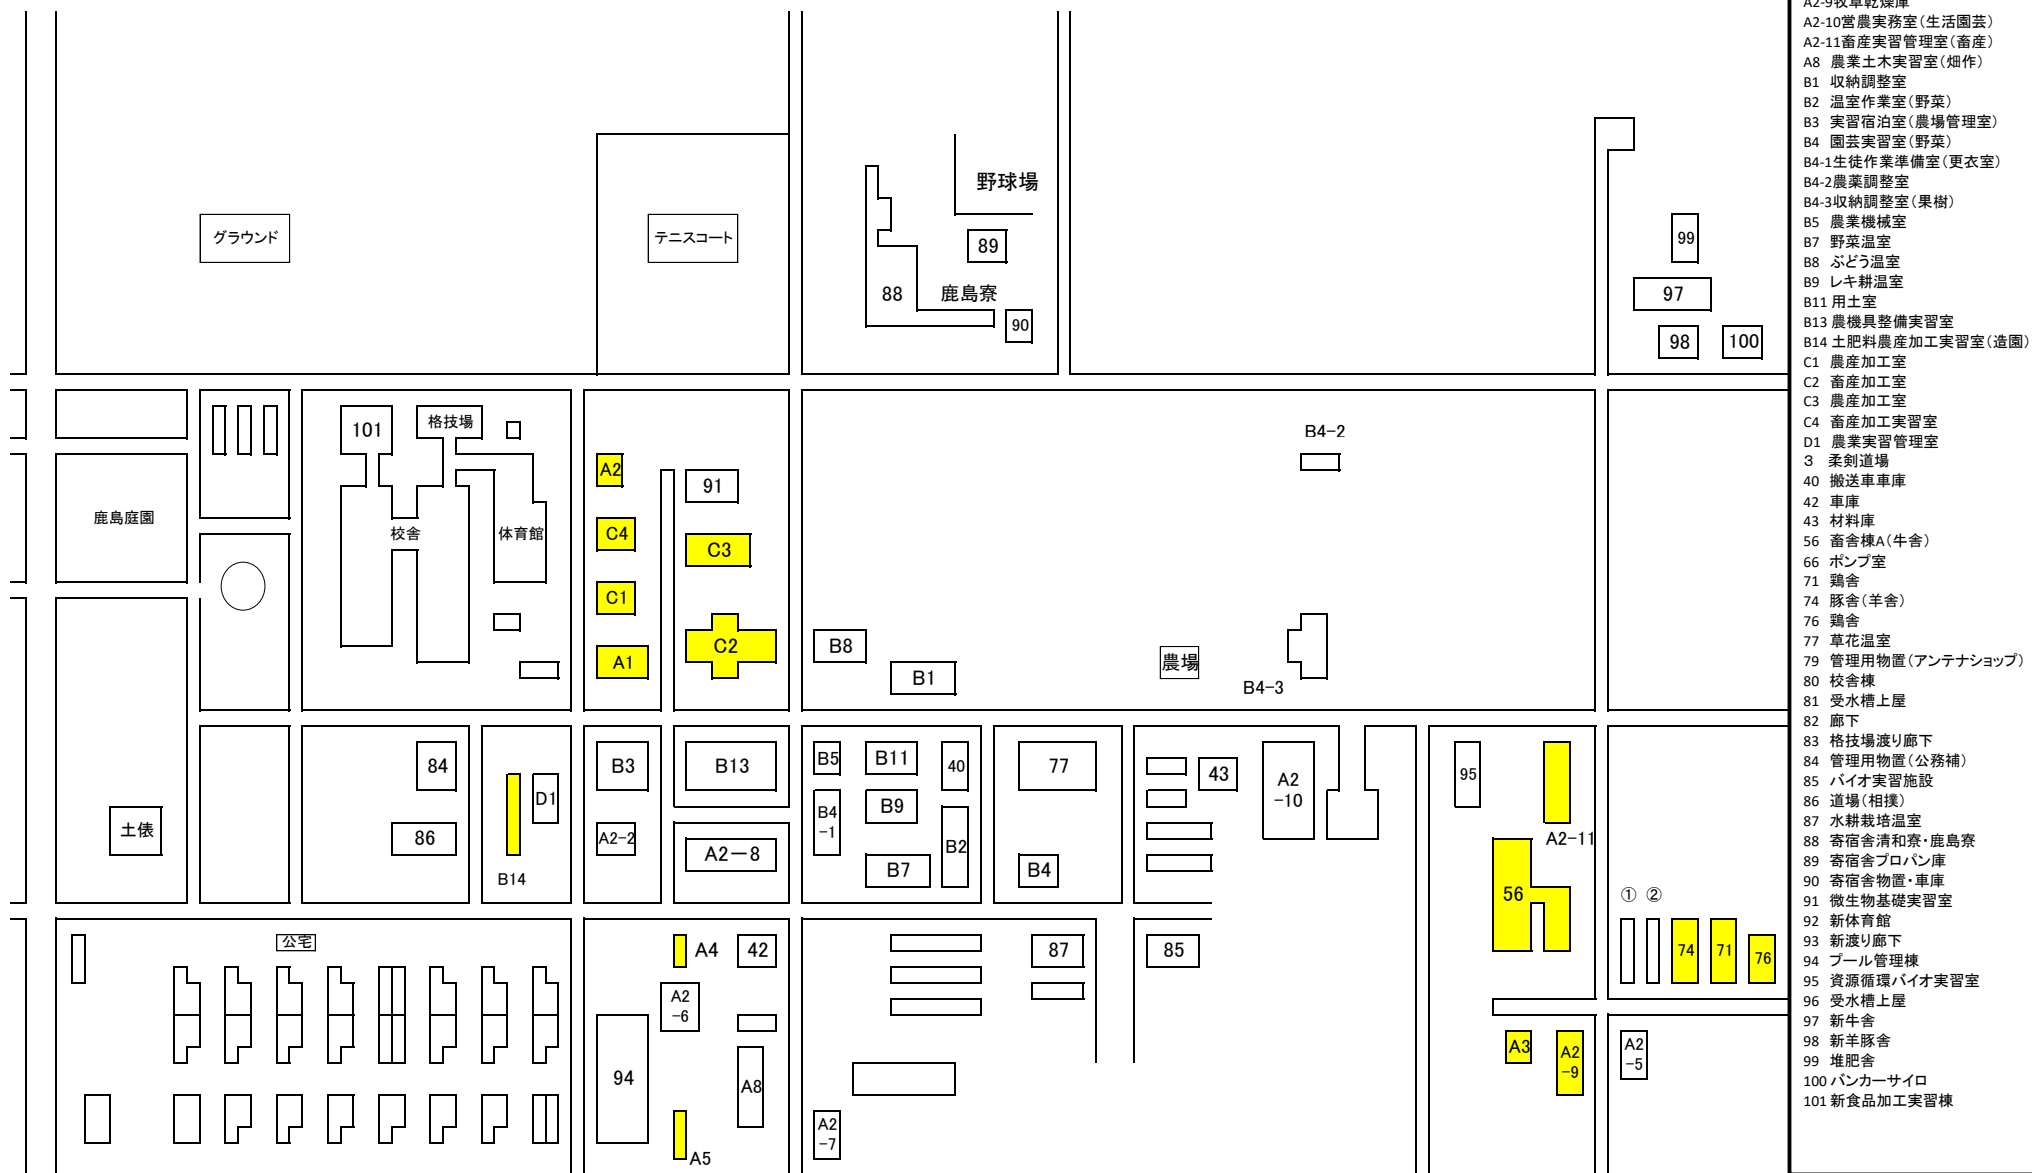 グラウンド
テニスコート
野球場
89
88
鹿島寮
90
99
97
98
100
101
格技場
鹿島庭園
校舎
体育館
A2
91
C4
C3
C1
A1
C2
B8
B1
農場
B4-2
B4-3
土俵
84
86
D1
B14
B3
B13
A2-2
A2－8
B5
B11
40
B4
-1
B9
B2
B7
77
B4
43
A2
-10
95
A2-11
56
①
②
74
71
76
公宅
A4
42
A2
-6
94
A8
A5
A2
-7
87
85
A3
A2
-9
A2
-5
A2-9牧草乾燥庫
A2-10営農実務室(生活園芸)
A2-11畜産実習管理室(畜産)
A8 農業土木実習室(畑作)
B1 収納調整室
B2 温室作業室(野菜)
B3 実習宿泊室(農場管理室)
B4 園芸実習室(野菜)
B4-1生徒作業準備室(更衣室)
B4-2農薬調整室
B4-3収納調整室(果樹)
B5 農業機械室
B7 野菜温室
B8 ぶどう温室
B9 レキ耕温室
B11 用土室
B13 農機具整備実習室
B14 土肥料農産加工実習室(造園)
C1 農産加工室
C2 畜産加工室
C3 農産加工室
C4 畜産加工実習室
D1 農業実習管理室
3 柔剣道場
40 搬送車車庫
42 車庫
43 材料庫
56 畜舎棟A(牛舎)
66 ポンプ室
71 鶏舎
74 豚舎(羊舎)
76 鶏舎
77 草花温室
79 管理用物置(アンテナショップ)
80 校舎棟
81 受水槽上屋
82 廊下
83 格技場渡り廊下
84 管理用物置(公務補)
85 バイオ実習施設
86 道場(相撲)
87 水耕栽培温室
88 寄宿舎清和寮・鹿島寮
89 寄宿舎プロパン庫
90 寄宿舎物置・車庫
91 微生物基礎実習室
92 新体育館
93 新渡り廊下
94 プール管理棟
95 資源循環バイオ実習室
96 受水槽上屋
97 新牛舎
98 新羊豚舎
99 堆肥舎
100 バンカーサイロ
101 新食品加工実習棟